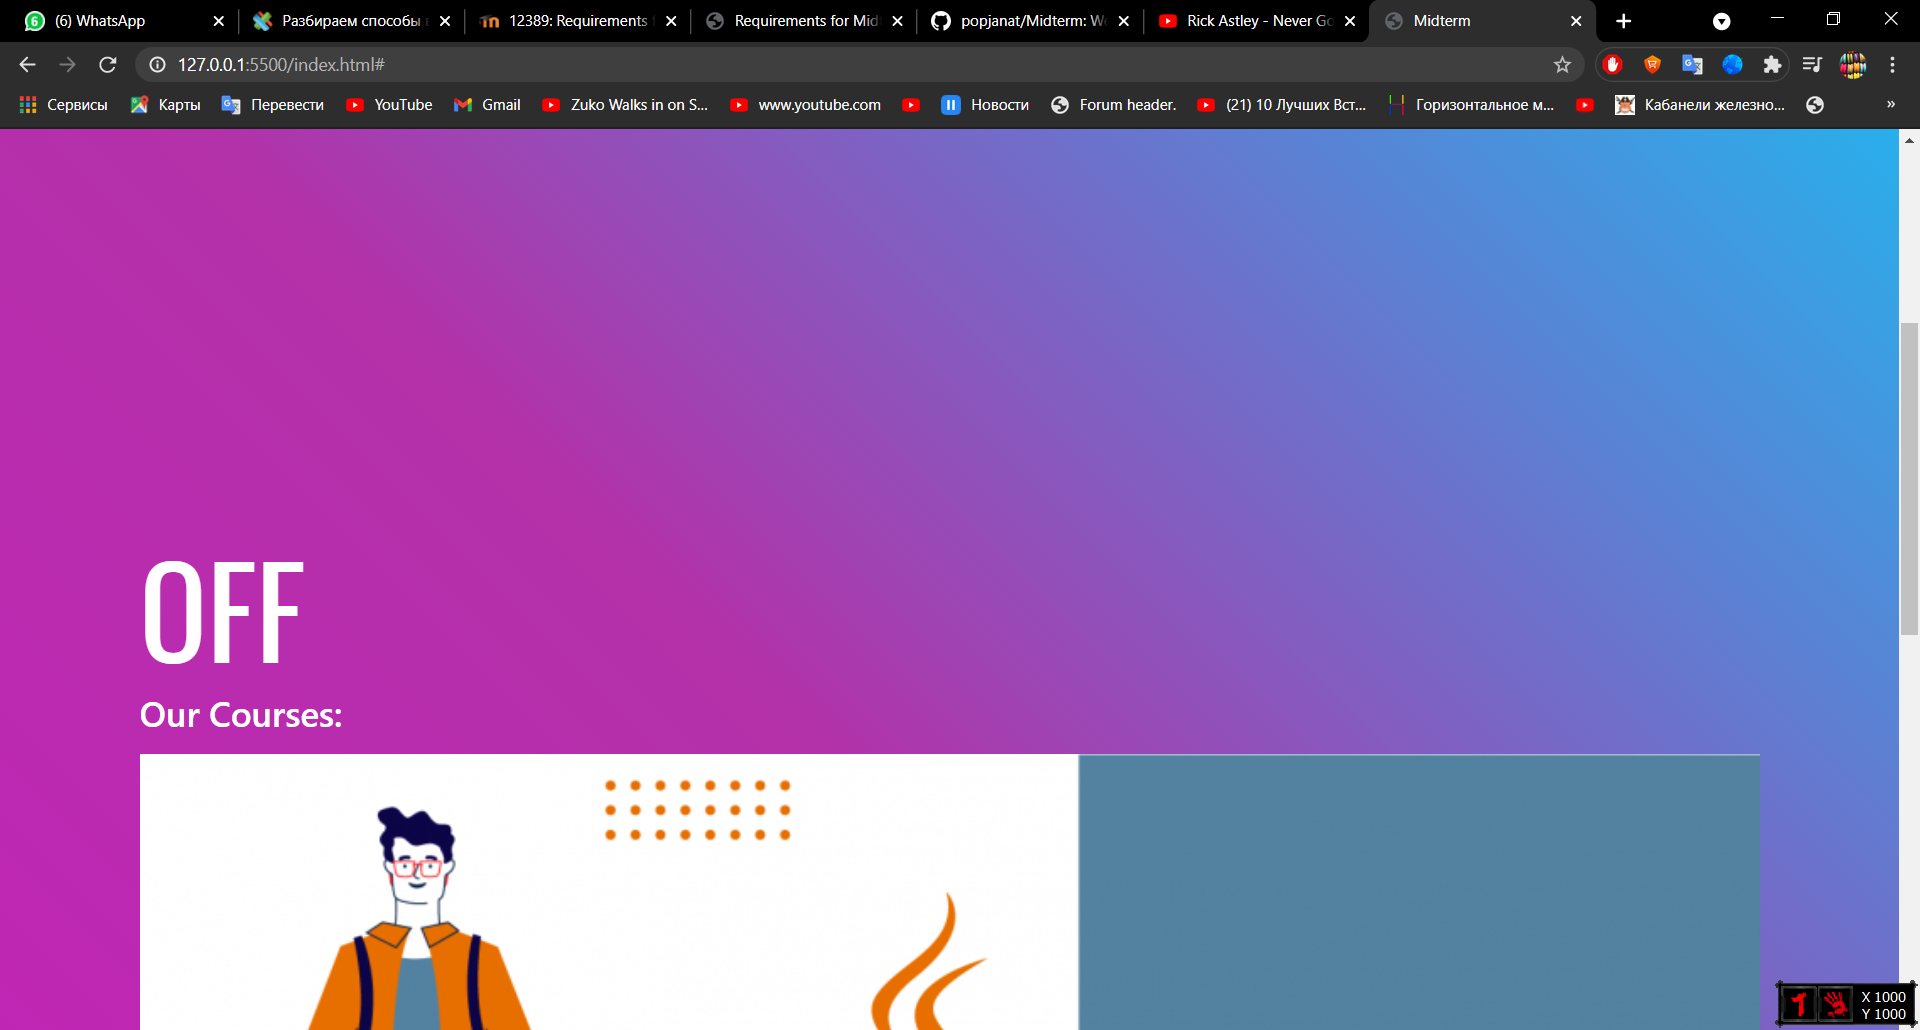 (6) WhatsApp
Разбираем способы
12389: Requirements
Requirements for Mid
popjanat/Midterm: We
Rick Astley - Never Go
Midterm
127.0.0.1:5500/index.html#
Сервисы
Карты
Перевести
YouTube
Gmail
Zuko Walks in on S...
www.youtube.com
Новости
Forum header.
(21) 10 Лучших Вст...
Горизонтальное м...
Кабанели железно...
»
OFF
Our Courses:
X 1000
Y 1000